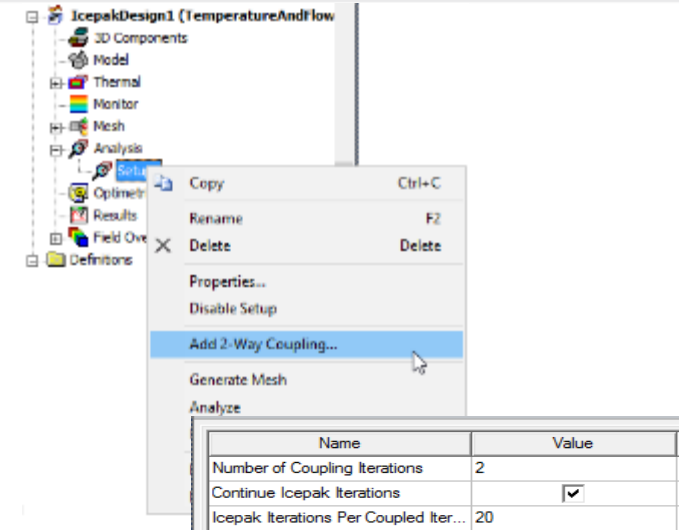 IcepakDesign1 (TemperatureAndFlow
3D Components
Model
Thermal
Monitor
Mesh
Analysis
Setup
Optimetri
Results
Field Ove
Definitions
Copy Ctrl+C
Rename F2
Delete Delete
Properties...
Disable Setup
Add 2-Way Coupling...
Generate Mesh
Analyze
Name Value
Number of Coupling Iterations 2
Continue Icepak Iterations
Icepak Iterations Per Coupled Iter... 20